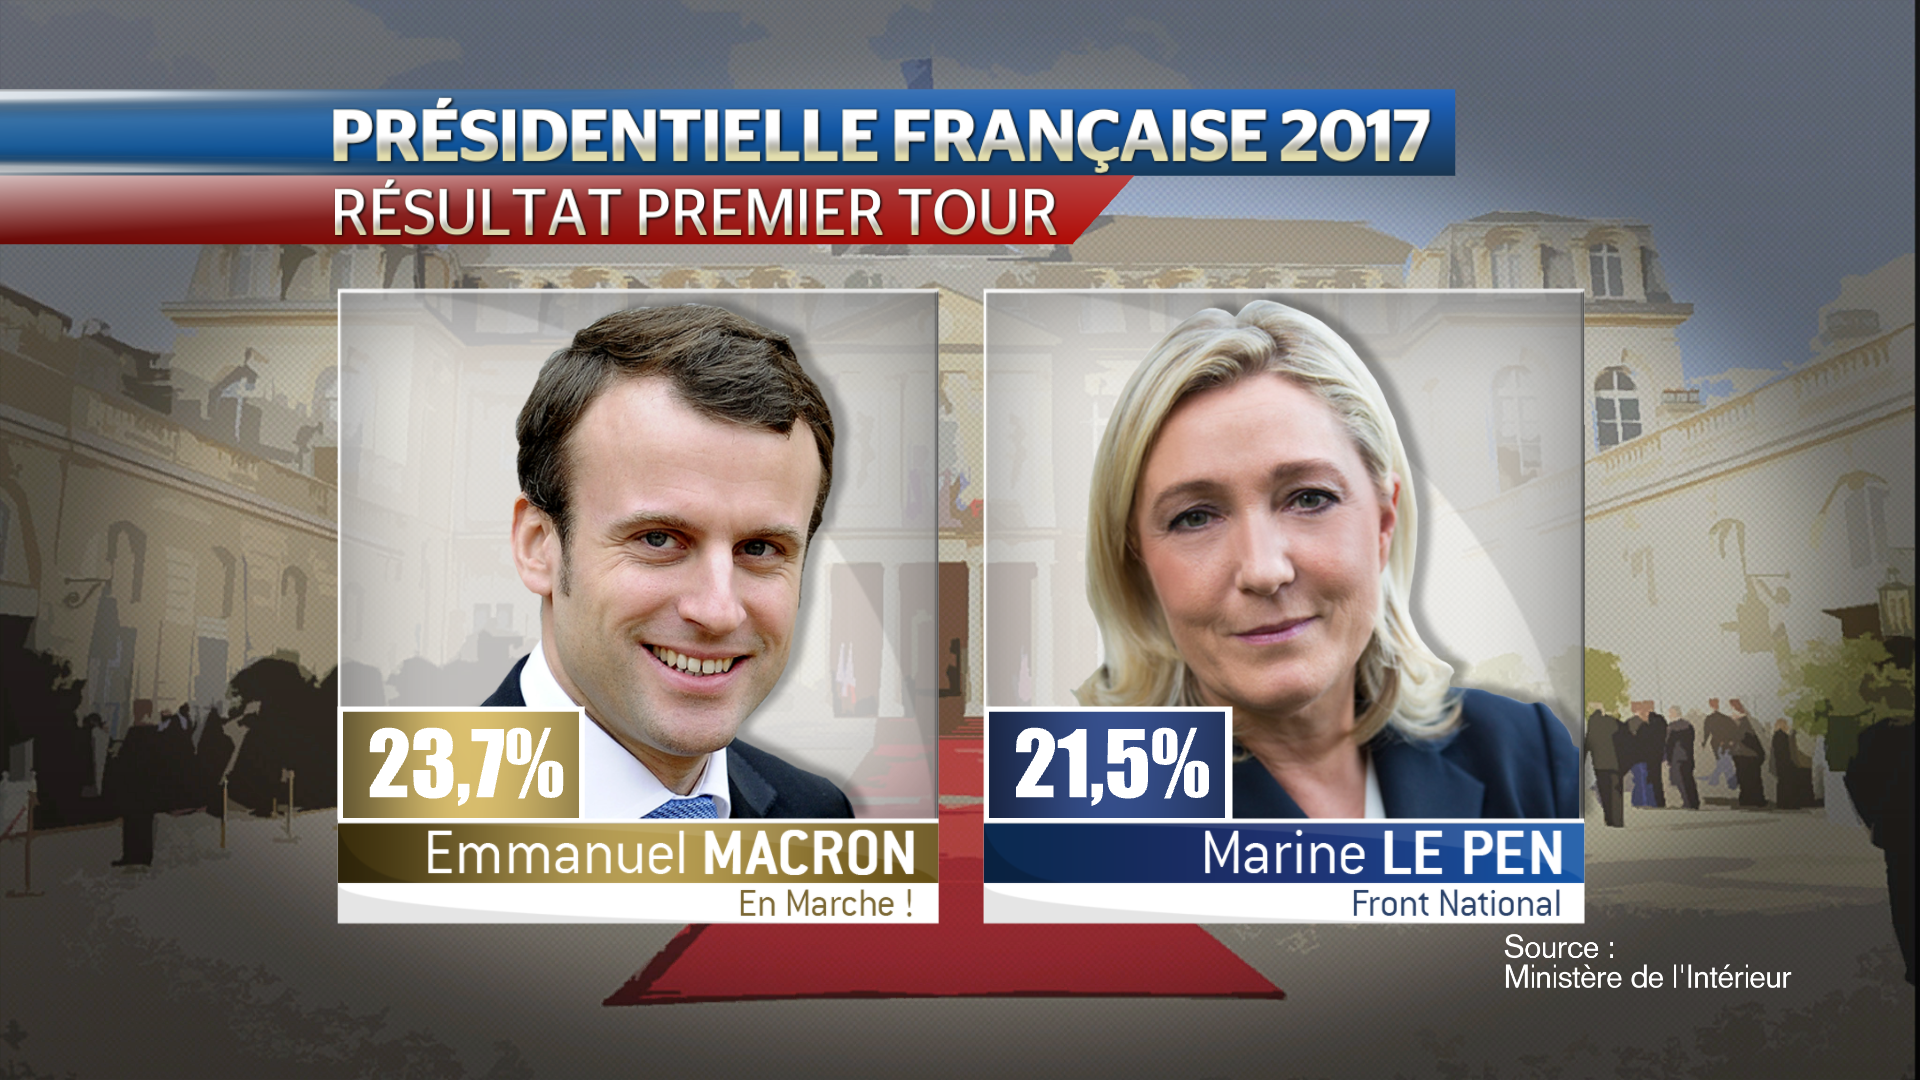 PRÉSIDENTIELLE FRANÇAISE 2017
RÉSULTAT PREMIER TOUR
23,7%
Emmanuel MACRON
En Marche !
21,5%
Marine LE PEN
Front National
Source :
Ministère de l'Intérieur